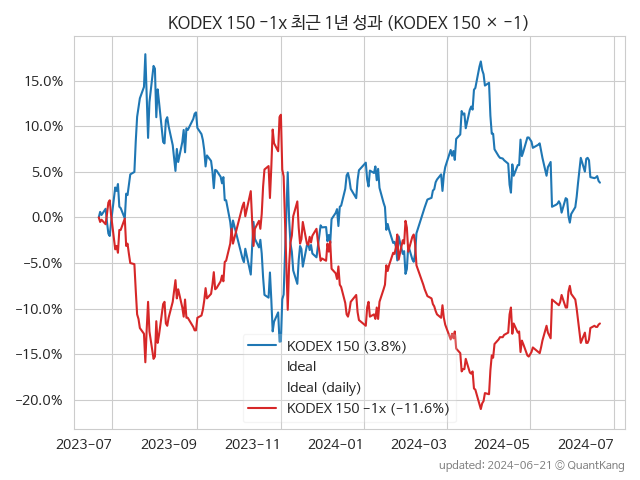 KODEX 150 −1x 최근 1년 성과 (KODEX 150 × −1)
15.0%
10.0%
5.0%
0.0%
−5.0%
−10.0%
−15.0%
−20.0%
KODEX 150 (3.8%)
Ideal
Ideal (daily)
KODEX 150 −1x (−11.6%)
2023-07 2023-09 2023-11 2024-01 2024-03 2024-05 2024-07
updated: 2024-06-21 © QuantKang